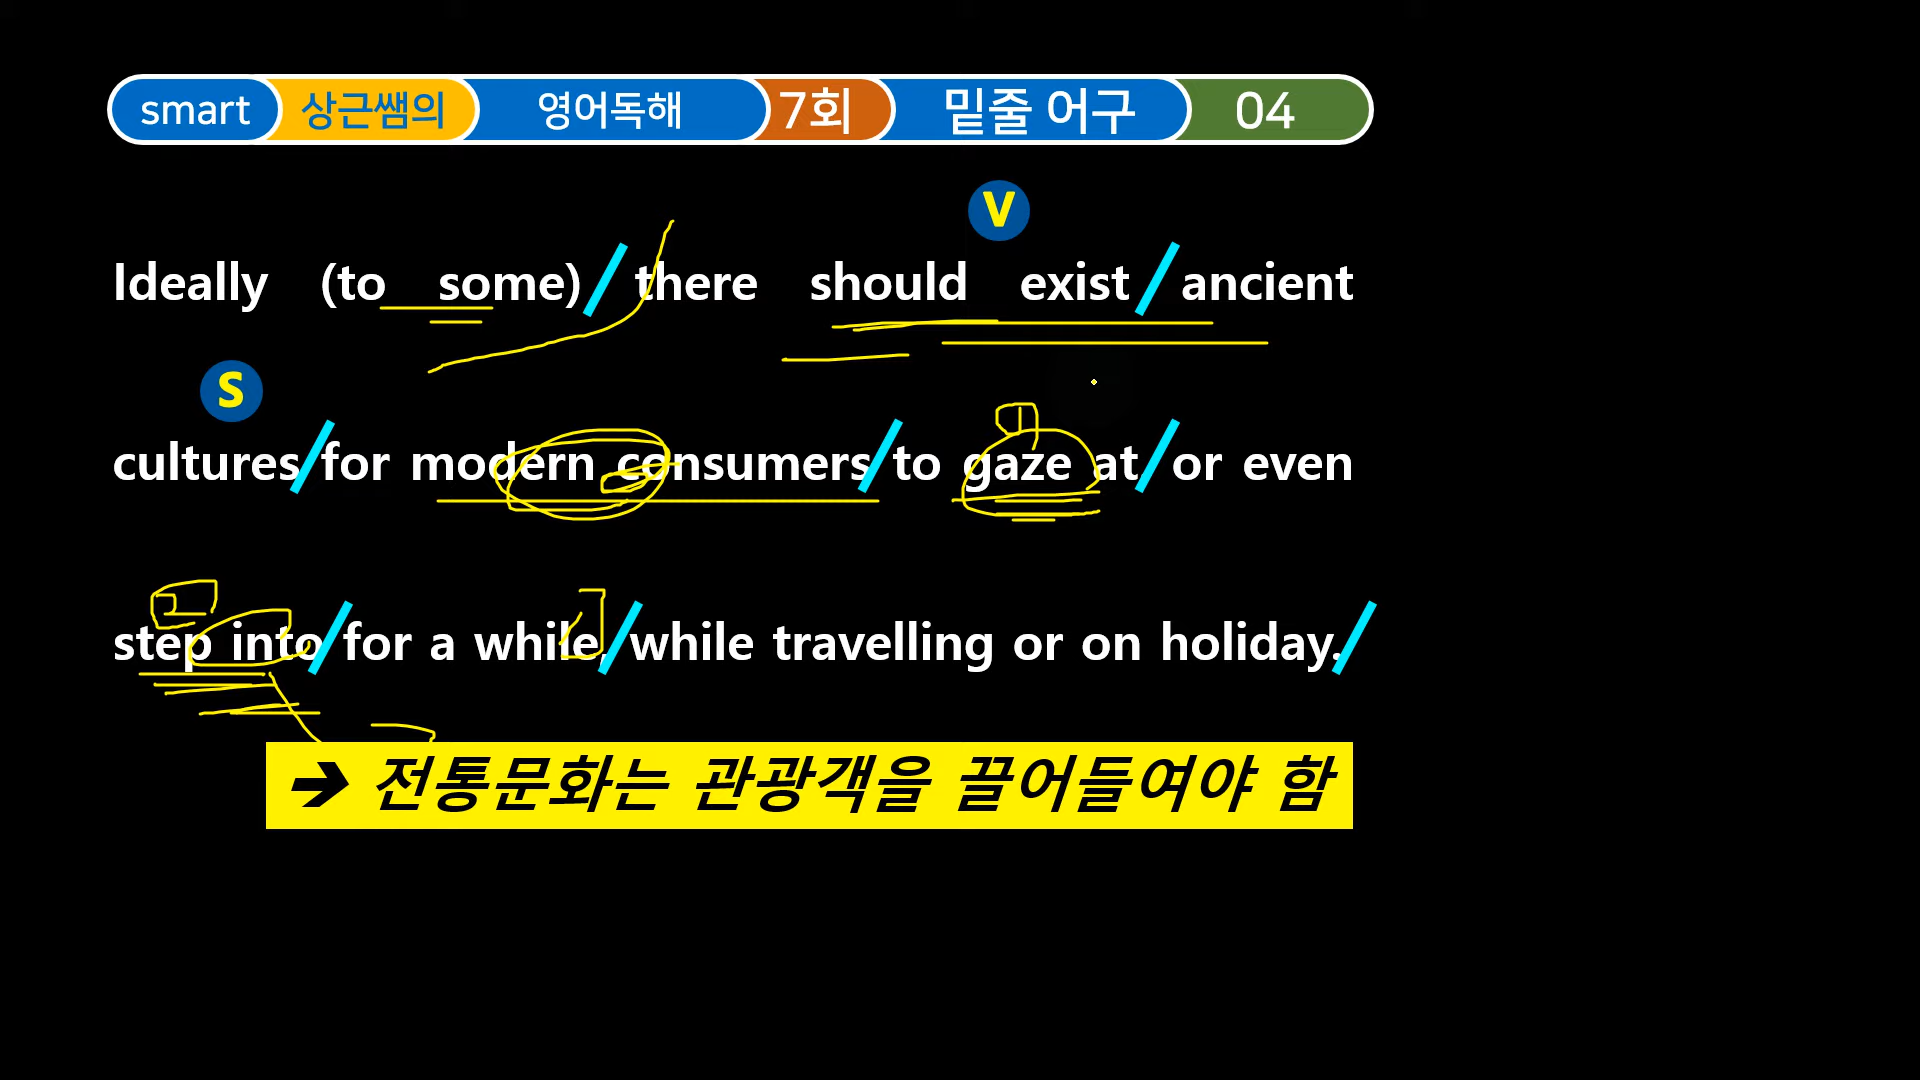 smart 상근쌤의 영어독해 7회 밑줄 어구 04
V
Ideally (to some) there should exist ancient
S
cultures for modern consumers to gaze at or even
step into for a while, while travelling or on holiday.
➔ 전통문화는 관광객을 끌어들여야 함